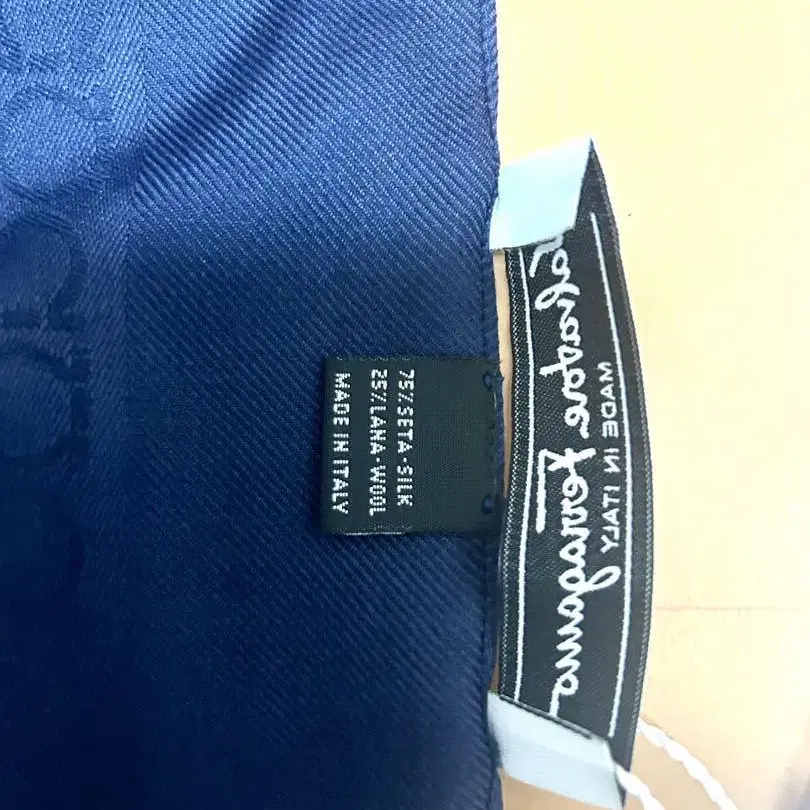 75% SETA · SILK
25% LANA · WOOL
MADE IN ITALY
Salvatore Ferragamo
MADE IN ITALY